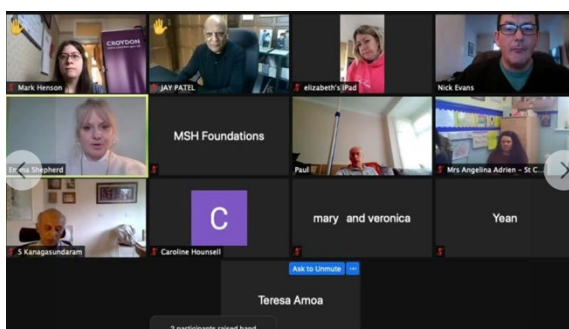 CROYDON
Mark Henson
JAY PATEL
elizabeth's iPad
Nick Evans
Emma Shepherd
MSH Foundations
Paul
Mrs Angelina Adrien - St C...
S Kanagasundaram
C
Caroline Hounsell
mary and veronica
Yean
Ask to Unmute
Teresa Amoa
2 participants raised hand